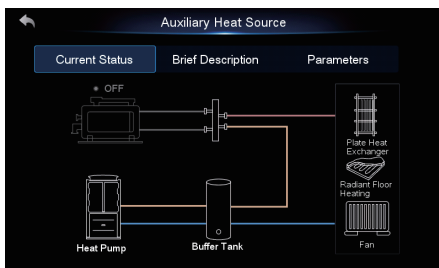 Auxiliary Heat Source
Current Status
Brief Description
Parameters
OFF
Plate Heat
Exchanger
Radiant Floor
Heating
Fan
Heat Pump
Buffer Tank